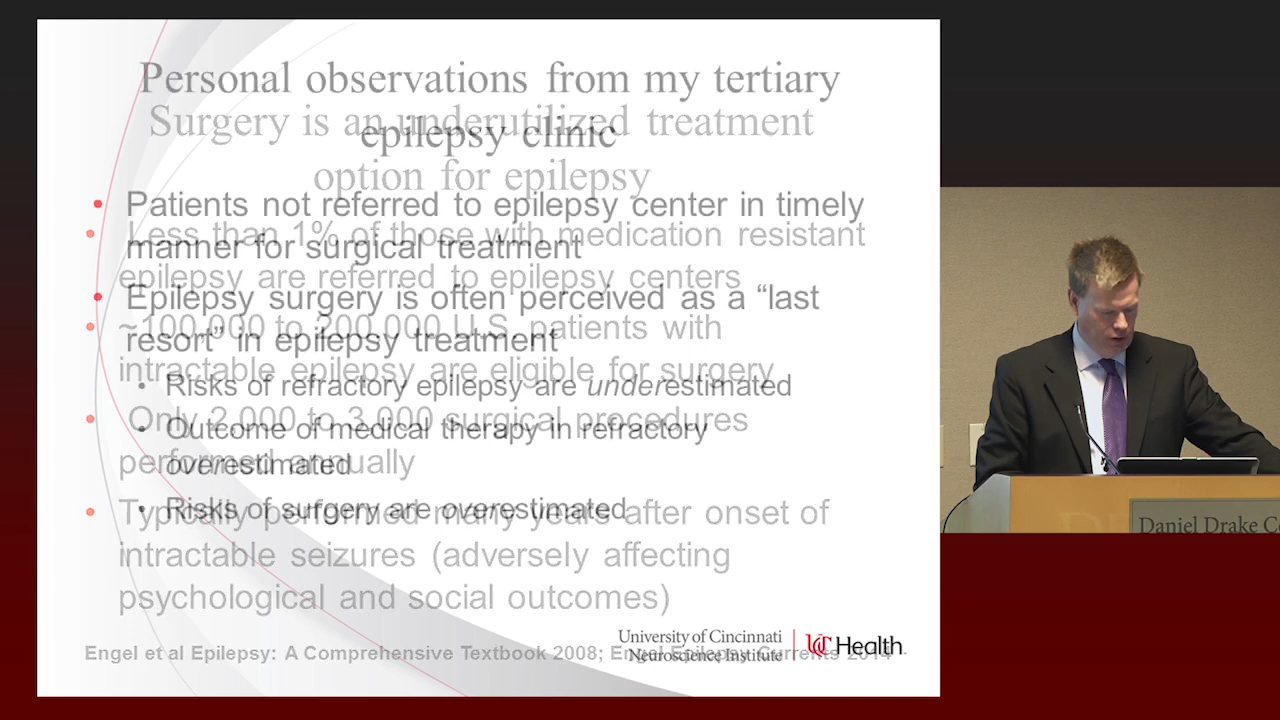 Personal observations from my tertiary
epilepsy clinic
• Patients not referred to epilepsy center in timely
manner for surgical treatment
• Epilepsy surgery is often perceived as a “last
resort” in epilepsy treatment
• Risks of refractory epilepsy are underestimated
• Outcome of medical therapy in refractory
overestimated
• Risks of surgery are overestimated
Surgery is an underutilized treatment
option for epilepsy
• Less than 1% of those with medication resistant
epilepsy are referred to epilepsy centers
• ~100,000 to 200,000 U.S. patients with
intractable epilepsy are eligible for surgery
• Only 2,000 to 3,000 surgical procedures
performed annually
• Typically performed many years after onset of
intractable seizures (adversely affecting
psychological and social outcomes)
Engel et al Epilepsy: A Comprehensive Textbook 2008; Engel Epilepsy Currents 2014
University of Cincinnati
Neuroscience Institute
UC Health
Daniel Drake